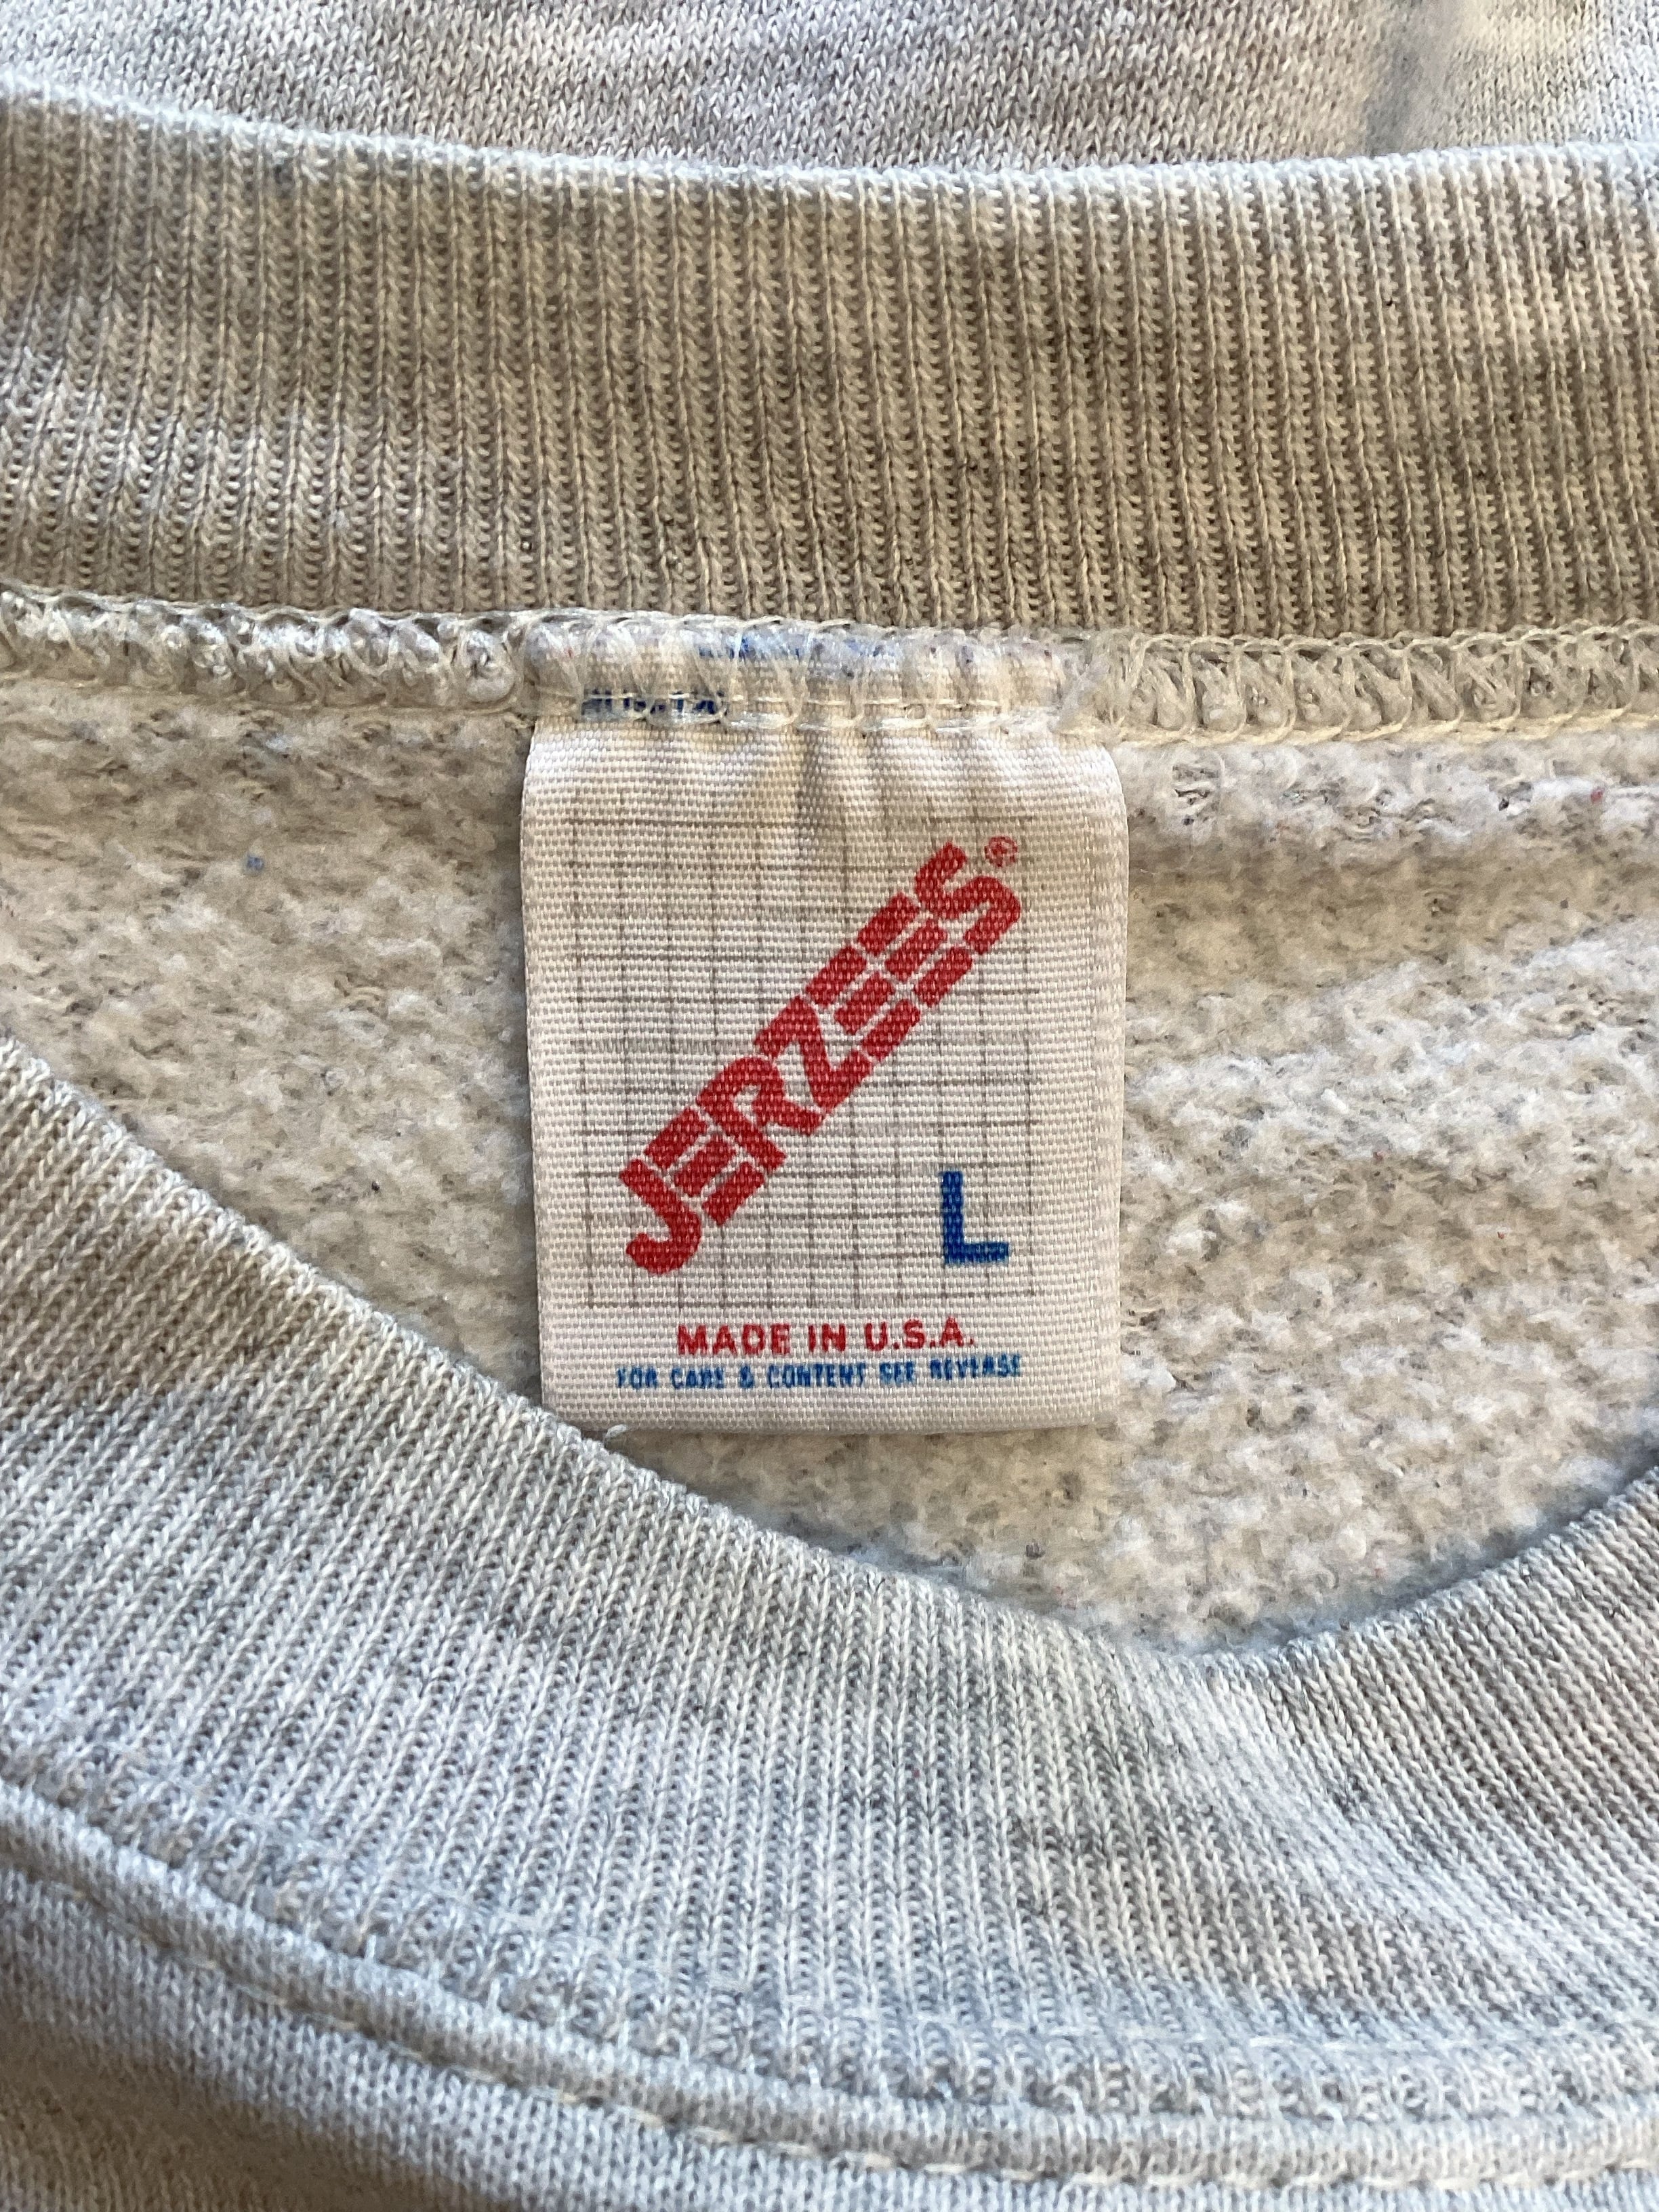 JERZEES®
L
MADE IN U.S.A.
FOR CARE & CONTENT SEE REVERSE